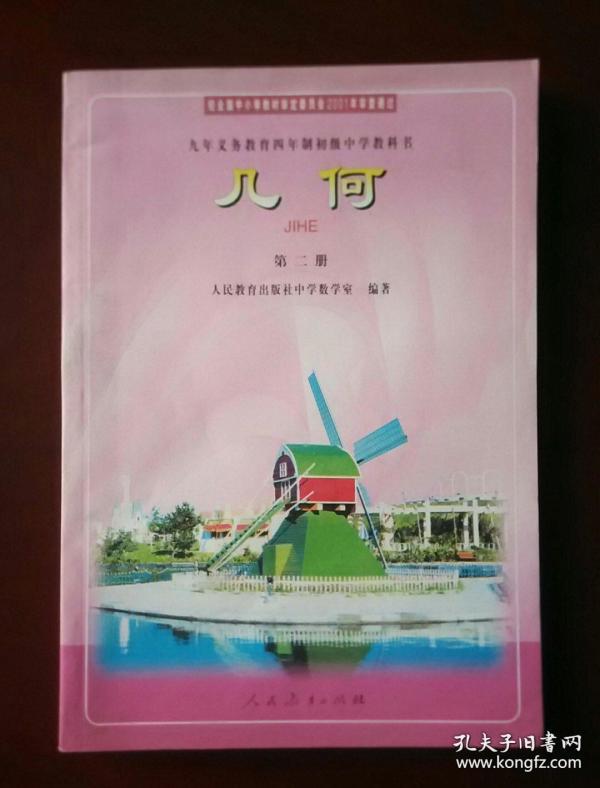 经全国中小学教材审定委员会2001年审查通过
九年义务教育四年制初级中学教科书
几何
JIHE
第二册
人民教育出版社中学数学室 编著
人民教育出版社
孔夫子旧书网
www.kongfz.com